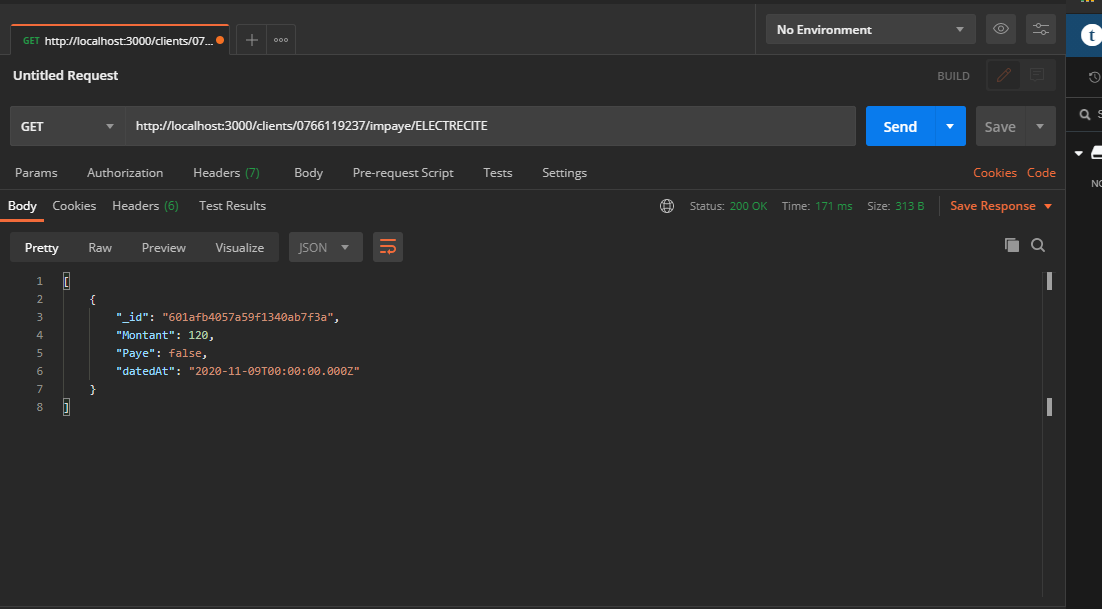 GET http://localhost:3000/clients/07...
No Environment
Untitled Request
BUILD
GET http://localhost:3000/clients/0766119237/impaye/ELECTRECITE Send Save
Params Authorization Headers (7) Body Pre-request Script Tests Settings Cookies Code
Body Cookies Headers (6) Test Results Status: 200 OK Time: 171 ms Size: 313 B Save Response
Pretty Raw Preview Visualize JSON
1 [
2 {
3 "_id": "601afb4057a59f1340ab7f3a",
4 "Montant": 120,
5 "Paye": false,
6 "datedAt": "2020-11-09T00:00:00.000Z"
7 }
8 ]
t
S
NO